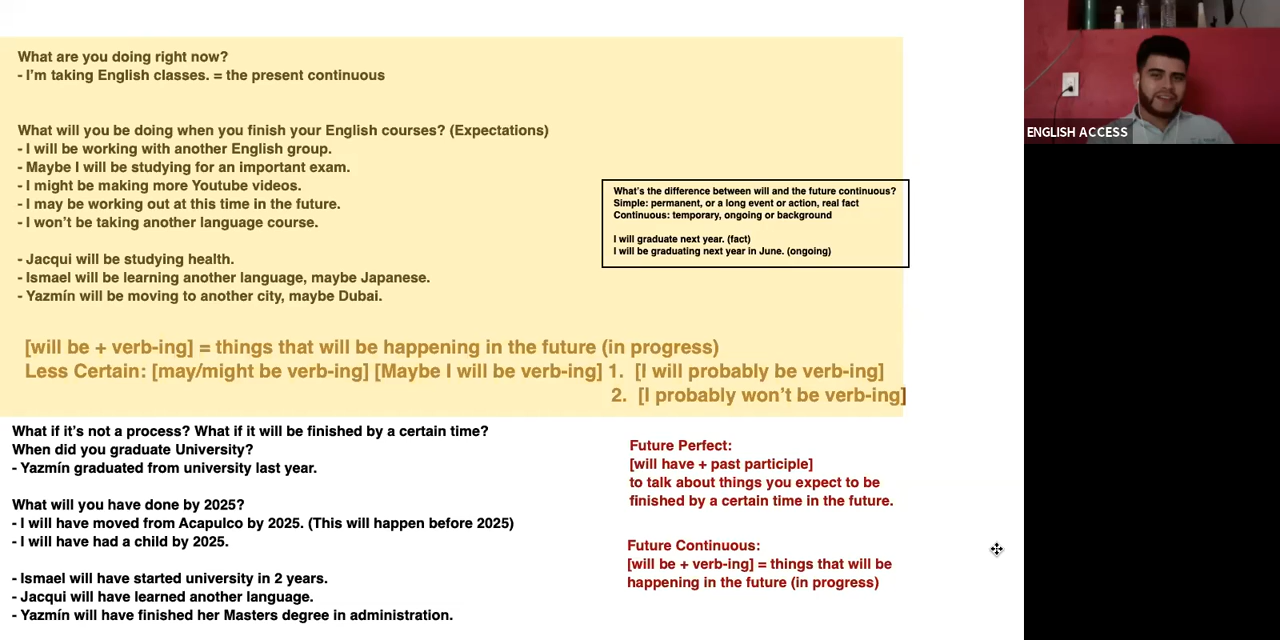 What are you doing right now?
- I'm taking English classes. = the present continuous
What will you be doing when you finish your English courses? (Expectations)
- I will be working with another English group.
- Maybe I will be studying for an important exam.
- I might be making more Youtube videos.
- I may be working out at this time in the future.
- I won't be taking another language course.
- Jacqui will be studying health.
- Ismael will be learning another language, maybe Japanese.
- Yazmín will be moving to another city, maybe Dubai.
What's the difference between will and the future continuous?
Simple: permanent, or a long event or action, real fact
Continuous: temporary, ongoing or background
I will graduate next year. (fact)
I will be graduating next year in June. (ongoing)
[will be + verb-ing] = things that will be happening in the future (in progress)
Less Certain: [may/might be verb-ing] [Maybe I will be verb-ing] 1. [I will probably be verb-ing]
2. [I probably won't be verb-ing]
What if it's not a process? What if it will be finished by a certain time?
When did you graduate University?
- Yazmín graduated from university last year.
What will you have done by 2025?
- I will have moved from Acapulco by 2025. (This will happen before 2025)
- I will have had a child by 2025.
- Ismael will have started university in 2 years.
- Jacqui will have learned another language.
- Yazmín will have finished her Masters degree in administration.
Future Perfect:
[will have + past participle]
to talk about things you expect to be
finished by a certain time in the future.
Future Continuous:
[will be + verb-ing] = things that will be
happening in the future (in progress)
ENGLISH ACCESS